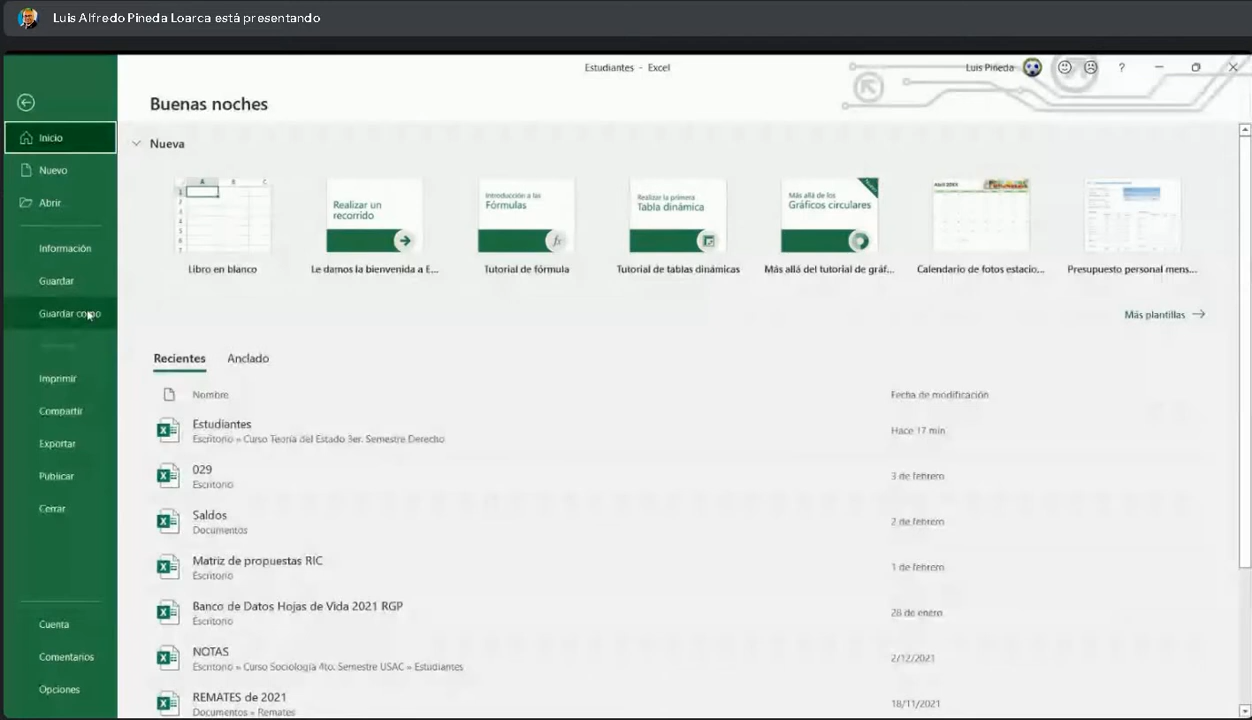 Luis Alfredo Pineda Loarca está presentando
Estudiantes - Excel
Luis Pineda
?
Buenas noches
Inicio
Nuevo
Abrir
Información
Guardar
Guardar como
Imprimir
Compartir
Exportar
Publicar
Cerrar
Cuenta
Comentarios
Opciones
Nueva
A B C
Realizar un
recorrido
Introducción a las
Fórmulas
fx
Realizar la primera
Tabla dinámica
Más allá de los
Gráficos circulares
Abril
Libro en blanco
Le damos la bienvenida a E...
Tutorial de fórmula
Tutorial de tablas dinámicas
Más allá del tutorial de gráf...
Calendario de fotos estacio...
Presupuesto personal mens...
Más plantillas
Recientes Anclado
Nombre Fecha de modificación
Estudiantes
Escritorio » Curso Teoría del Estado 3er. Semestre Derecho
Hace 17 min
029
Escritorio
3 de febrero
Saldos
Documentos
2 de febrero
Matriz de propuestas RIC
Escritorio
1 de febrero
Banco de Datos Hojas de Vida 2021 RGP
Escritorio
28 de enero
NOTAS
Escritorio » Curso Sociología 4to. Semestre USAC » Estudiantes
2/12/2021
REMATES de 2021
Documentos » Remates
18/11/2021